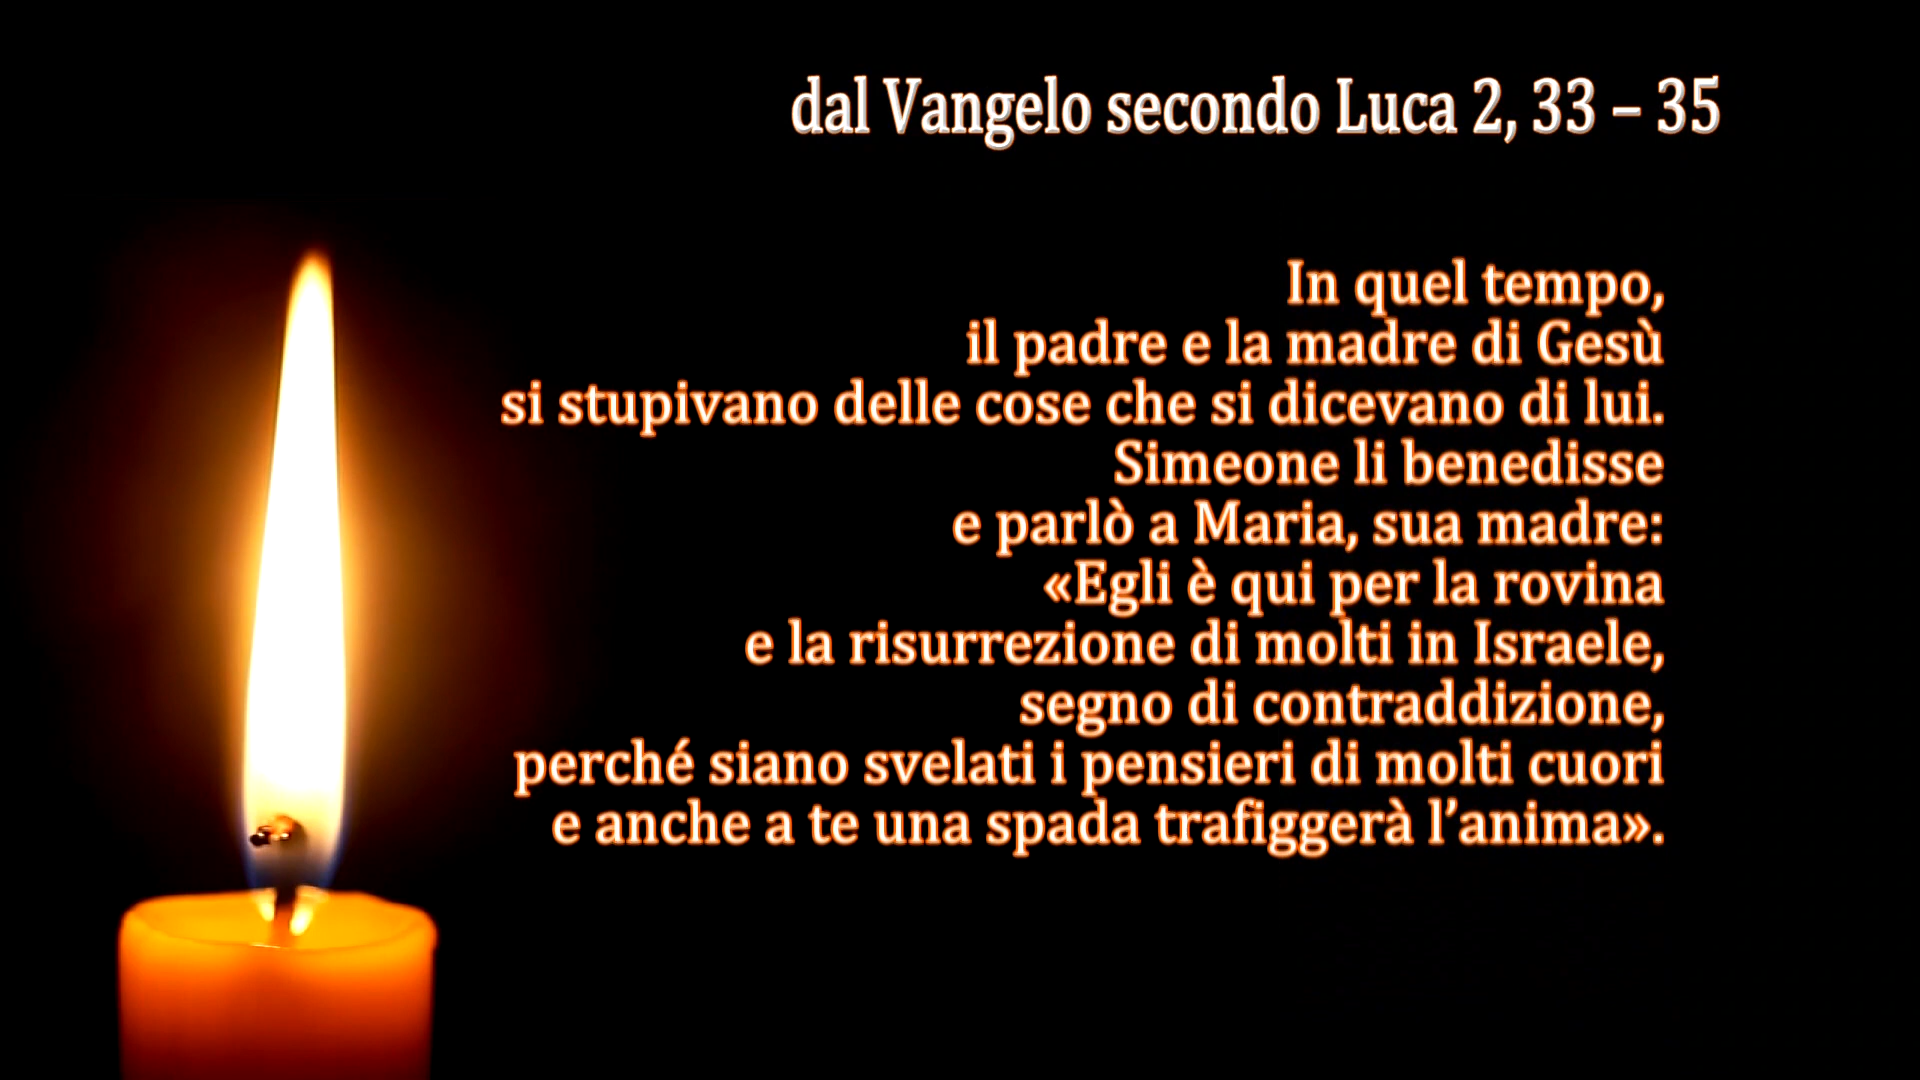 dal Vangelo secondo Luca 2, 33 – 35
In quel tempo,
il padre e la madre di Gesù
si stupivano delle cose che si dicevano di lui.
Simeone li benedisse
e parlò a Maria, sua madre:
«Egli è qui per la rovina
e la risurrezione di molti in Israele,
segno di contraddizione,
perché siano svelati i pensieri di molti cuori
e anche a te una spada trafiggerà l’anima».